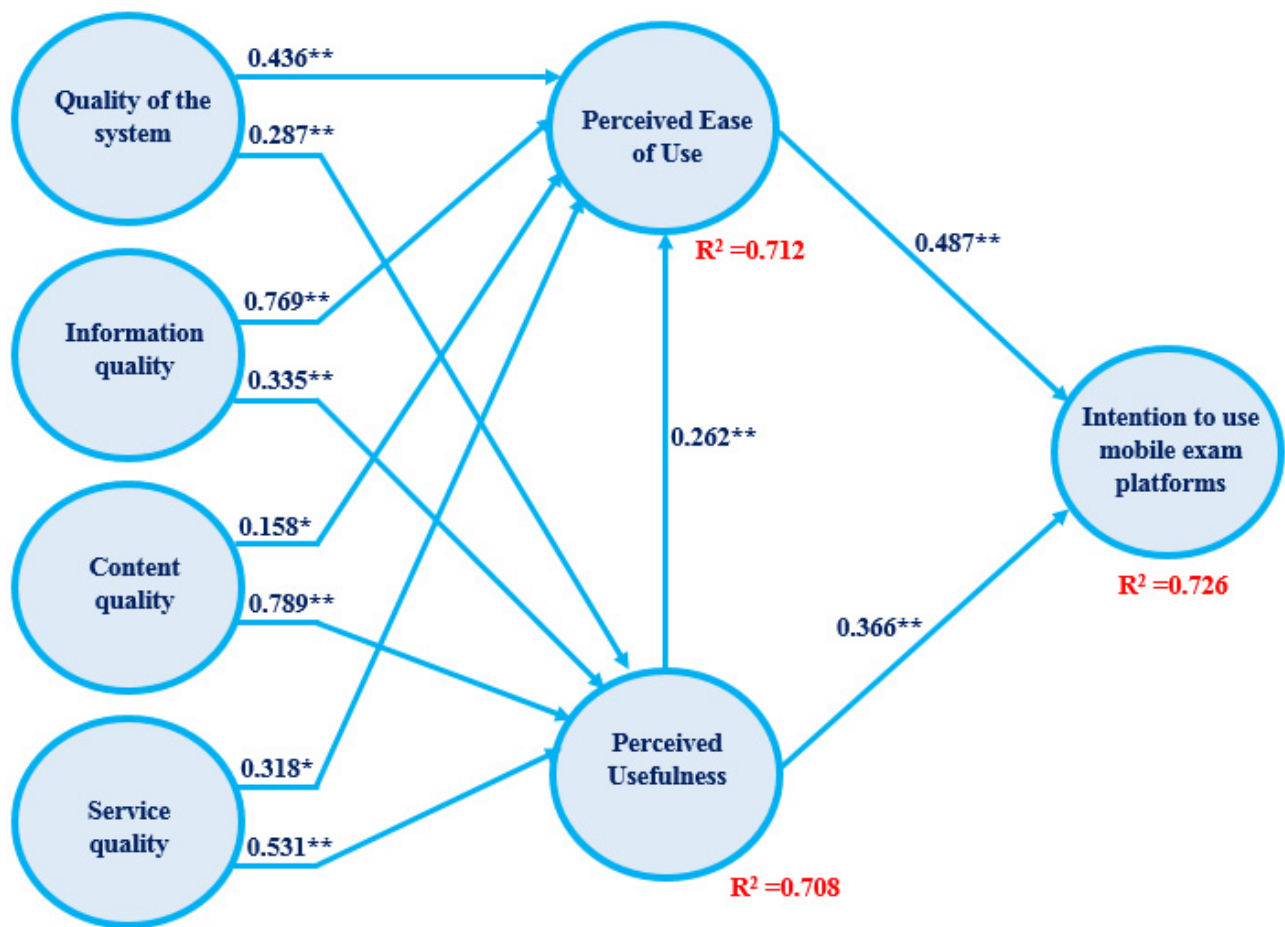 0.436**
Quality of the
system
0.287**
Perceived Ease
of Use
R² =0.712
0.487**
Information
quality
0.769**
0.335**
0.262**
Intention to use
mobile exam
platforms
R² =0.726
Content
quality
0.158*
0.789**
0.366**
Perceived
Usefulness
R² =0.708
Service
quality
0.318*
0.531**